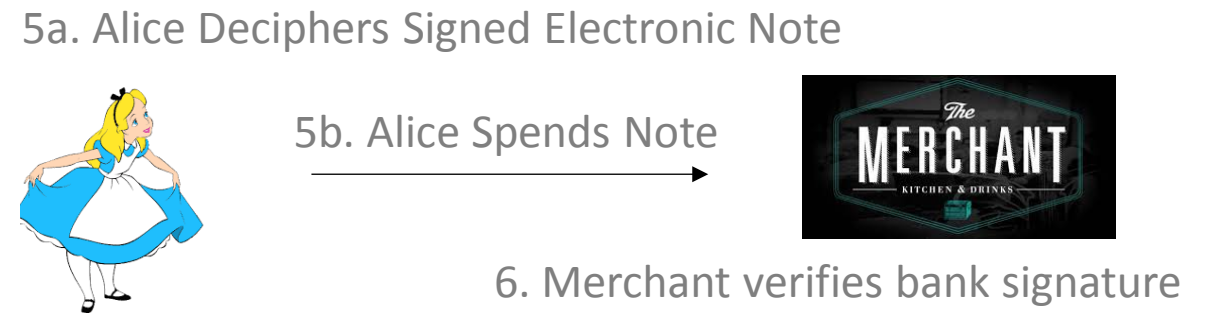 5a. Alice Deciphers Signed Electronic Note
5b. Alice Spends Note
The
MERCHANT
KITCHEN & DRINKS
6. Merchant verifies bank signature